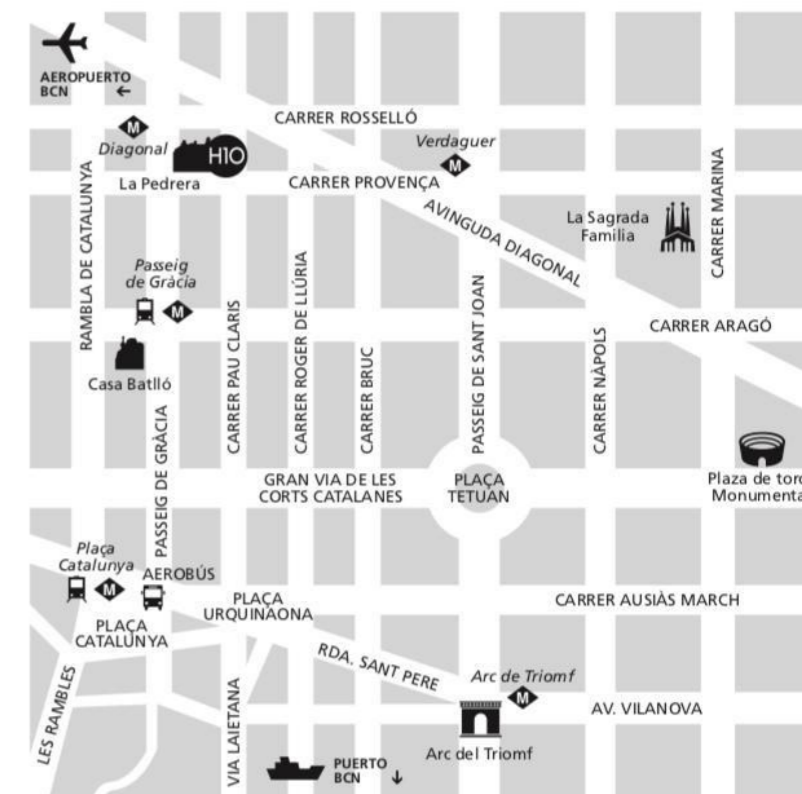 AEROPUERTO
BCN ←
CARRER ROSSELLÓ
M
Diagonal
H10
La Pedrera
Verdaguer
M
CARRER PROVENÇA
AVINGUDA DIAGONAL
La Sagrada
Familia
CARRER MARINA
RAMBLA DE CATALUNYA
Passeig
de Gràcia
M
Casa Batlló
CARRER PAU CLARIS
CARRER ROGER DE LLÚRIA
CARRER BRUC
PASSEIG DE SANT JOAN
CARRER NÀPOLS
CARRER ARAGÓ
PASSEIG DE GRÀCIA
GRAN VIA DE LES
CORTS CATALANES
PLAÇA
TETUAN
Plaza de toro
Monumenta
Plaça
Catalunya
M
AEROBÚS
PLAÇA
CATALUNYA
PLAÇA
URQUINAONA
CARRER AUSIÀS MARCH
LES RAMBLES
VIA LAIETANA
RDA. SANT PERE
Arc de Triomf
M
Arc del Triomf
AV. VILANOVA
PUERTO
BCN ↓